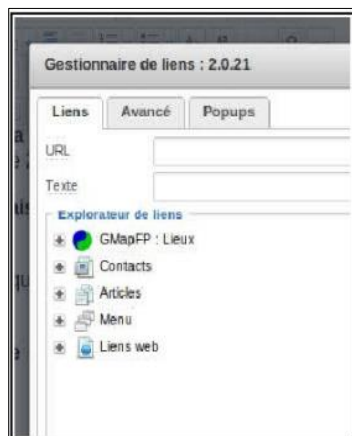 Gestionnaire de liens : 2.0.21
Liens Avancé Popups
URL
Texte
Explorateur de liens
GMapFP : Lieux
Contacts
Articles
Menu
Liens web